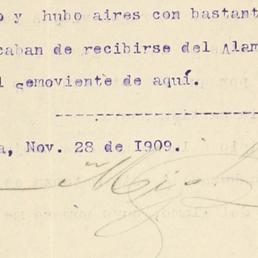 o y hubo aires con bastant
caban de recibirse del Alam
l semoviente de aquí.
--------------------
a, Nov. 28 de 1909.